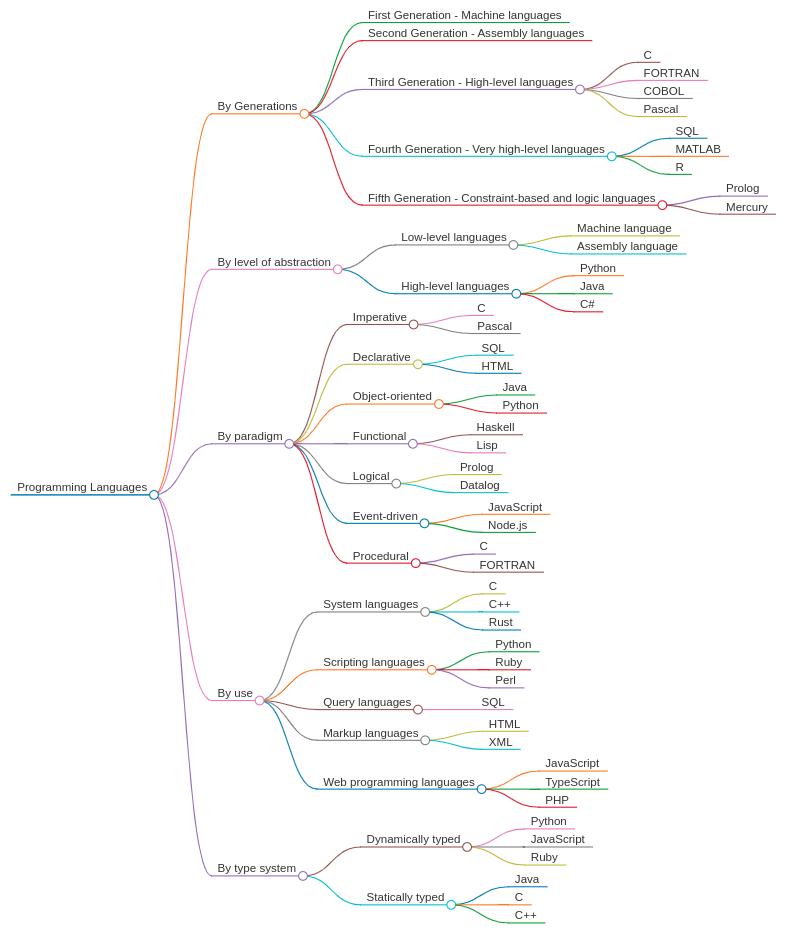 First Generation - Machine languages
Second Generation - Assembly languages
C
FORTRAN
Third Generation - High-level languages
COBOL
Pascal
By Generations
SQL
Fourth Generation - Very high-level languages
MATLAB
R
Prolog
Fifth Generation - Constraint-based and logic languages
Mercury
Machine language
Low-level languages
Assembly language
By level of abstraction
Python
High-level languages
Java
C#
C
Imperative
Pascal
SQL
Declarative
HTML
Java
Object-oriented
Python
Haskell
By paradigm
Functional
Lisp
Prolog
Logical
Datalog
Programming Languages
JavaScript
Event-driven
Node.js
C
Procedural
FORTRAN
C
System languages
C++
Rust
Python
Scripting languages
Ruby
Perl
By use
Query languages
SQL
HTML
Markup languages
XML
JavaScript
Web programming languages
TypeScript
PHP
Python
Dynamically typed
JavaScript
Ruby
By type system
Java
Statically typed
C
C++